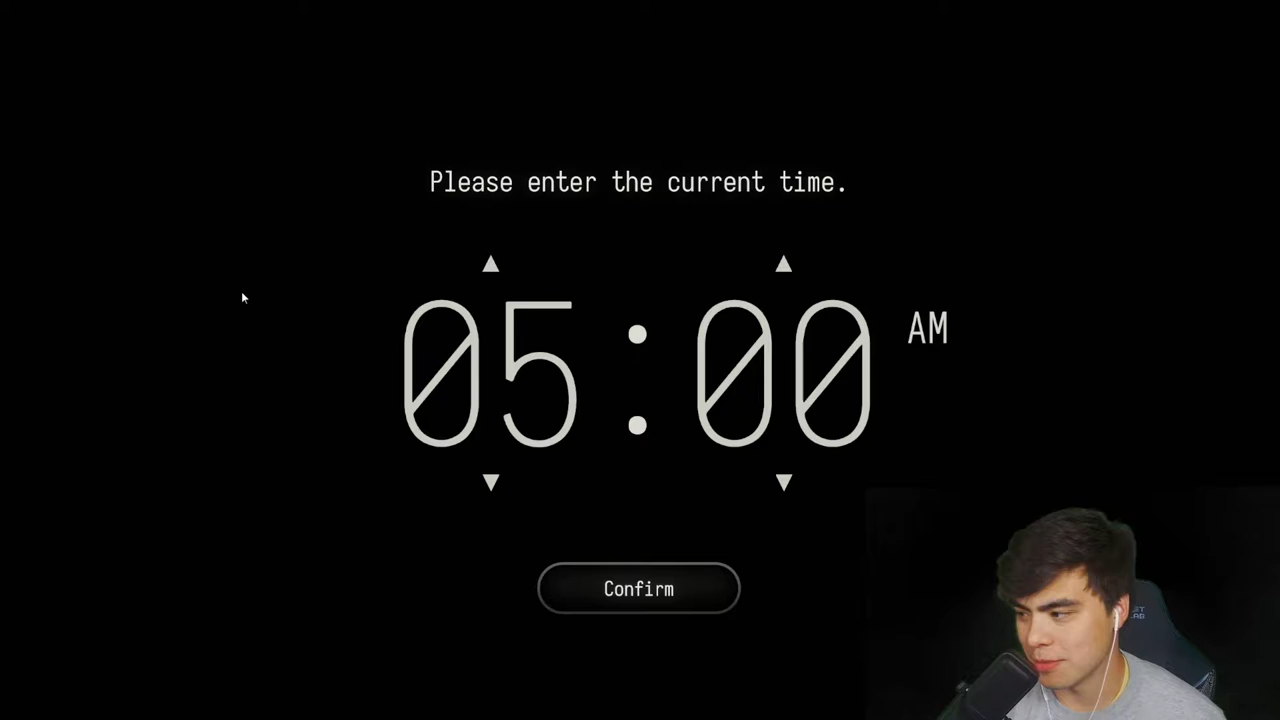 Please enter the current time.
▲ ▲
05:00 AM
▼ ▼
Confirm